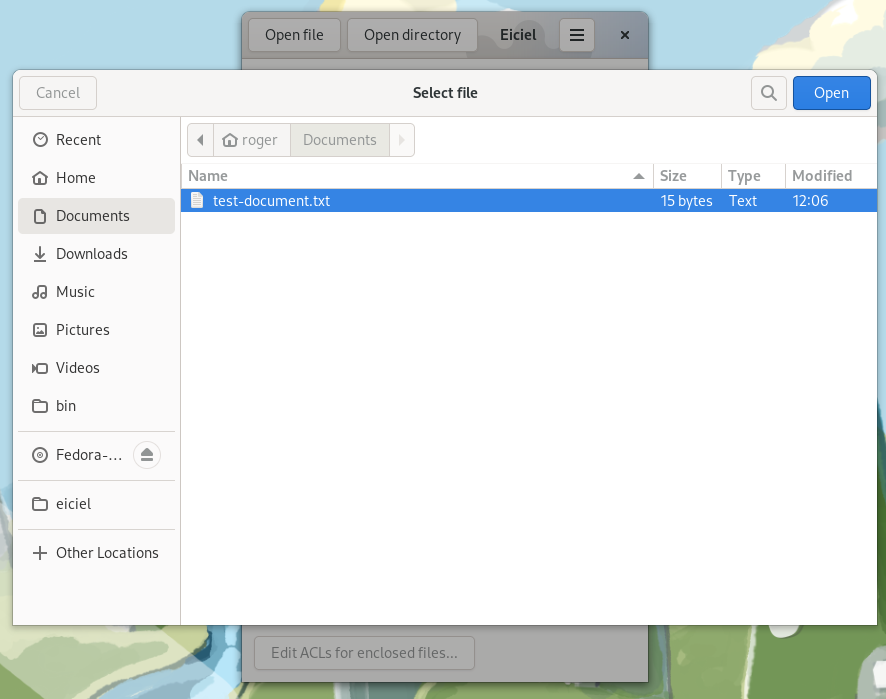 Open file Open directory Eiciel
Cancel Select file Open
Recent
Home
Documents
Downloads
Music
Pictures
Videos
bin
Fedora-...
eiciel
Other Locations
roger Documents
Name Size Type Modified
test-document.txt 15 bytes Text 12:06
Edit ACLs for enclosed files...